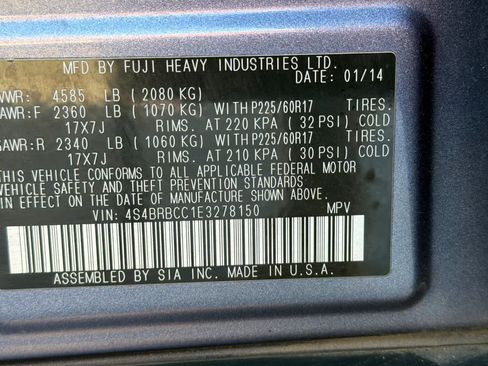 MFD BY FUJI HEAVY INDUSTRIES LTD.
DATE: 01/14
VWR: 4585 LB (2080 KG)
AWR:F 2360 LB (1070 KG) WITH P225/60R17 TIRES.
17X7J RIMS. AT 220 KPA (32 PSI) COLD
GAWR:R 2340 LB (1060 KG) WITH P225/60R17 TIRES.
17X7J RIMS. AT 210 KPA (30 PSI) COLD
THIS VEHICLE CONFORMS TO ALL APPLICABLE FEDERAL MOTOR
VEHICLE SAFETY AND THEFT PREVENTION STANDARDS
IN EFFECT ON THE DATE OF MANUFACTURE SHOWN ABOVE.
VIN: 4S4BRBCC1E3278150 MPV
ASSEMBLED BY SIA INC. MADE IN U.S.A.